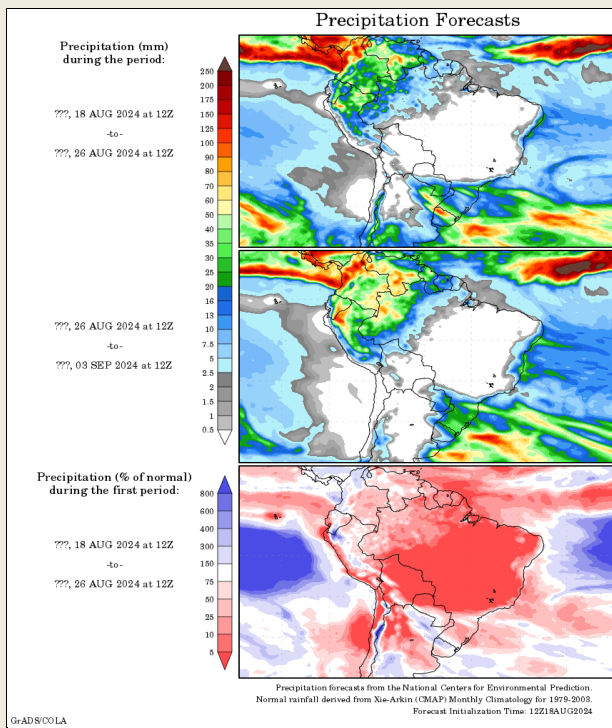 Precipitation Forecasts
Precipitation (mm)
during the period:
???, 18 AUG 2024 at 12Z
-to-
???, 26 AUG 2024 at 12Z
250
200
175
150
125
100
90
80
70
60
50
40
35
30
25
20
16
13
10
7.5
5
2.5
2
1.5
1
0.5
???, 26 AUG 2024 at 12Z
-to-
???, 03 SEP 2024 at 12Z
Precipitation (% of normal)
during the first period:
???, 18 AUG 2024 at 12Z
-to-
???, 26 AUG 2024 at 12Z
800
600
400
300
150
75
50
25
10
5
Precipitation forecasts from the National Centers for Environmental Prediction.
Normal rainfall derived from Xie-Arkin (CMAP) Monthly Climatology for 1979-2003.
Forecast Initialization Time: 12Z18AUG2024
GrADS/COLA